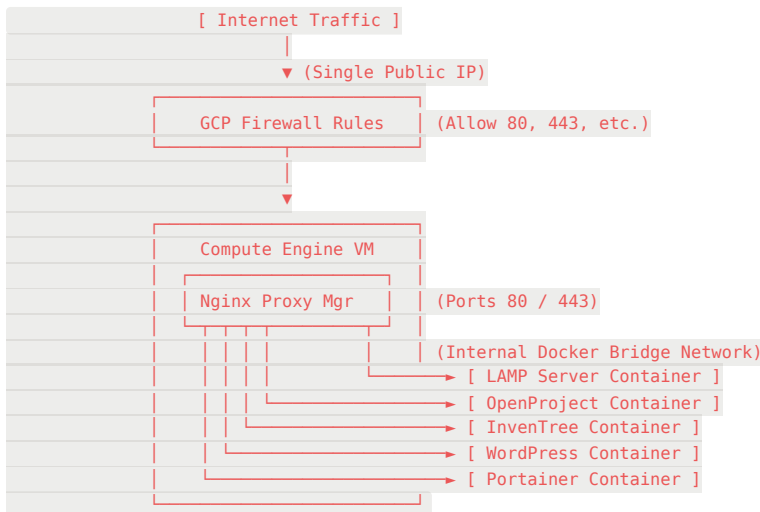 [ Internet Traffic ]
(Single Public IP)
GCP Firewall Rules (Allow 80, 443, etc.)
Compute Engine VM
Nginx Proxy Mgr (Ports 80 / 443)
(Internal Docker Bridge Network)
[ LAMP Server Container ]
[ OpenProject Container ]
[ InvenTree Container ]
[ WordPress Container ]
[ Portainer Container ]